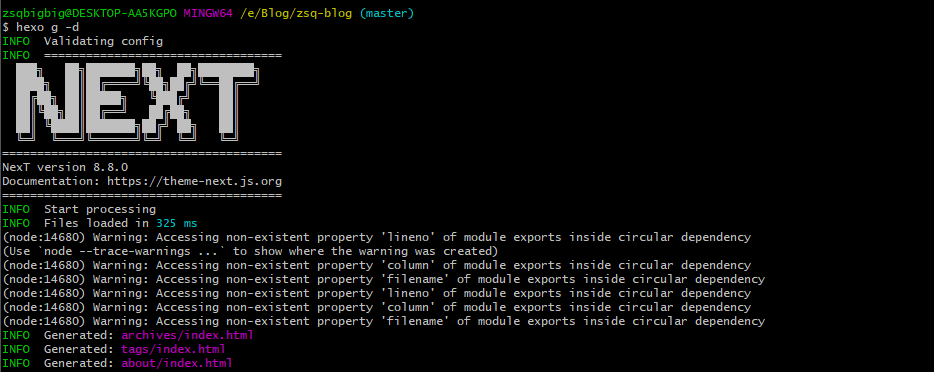 zsqbigbig@DESKTOP-AA5KGPO MINGW64 /e/Blog/zsq-blog (master)
$ hexo g -d
INFO  Validating config
INFO  ==================================
NEXT
========================================
NexT version 8.8.0
Documentation: https://theme-next.js.org
========================================
INFO  Start processing
INFO  Files loaded in 325 ms
(node:14680) Warning: Accessing non-existent property 'lineno' of module exports inside circular dependency
(Use `node --trace-warnings ...` to show where the warning was created)
(node:14680) Warning: Accessing non-existent property 'column' of module exports inside circular dependency
(node:14680) Warning: Accessing non-existent property 'filename' of module exports inside circular dependency
(node:14680) Warning: Accessing non-existent property 'lineno' of module exports inside circular dependency
(node:14680) Warning: Accessing non-existent property 'column' of module exports inside circular dependency
(node:14680) Warning: Accessing non-existent property 'filename' of module exports inside circular dependency
INFO  Generated: archives/index.html
INFO  Generated: tags/index.html
INFO  Generated: about/index.html